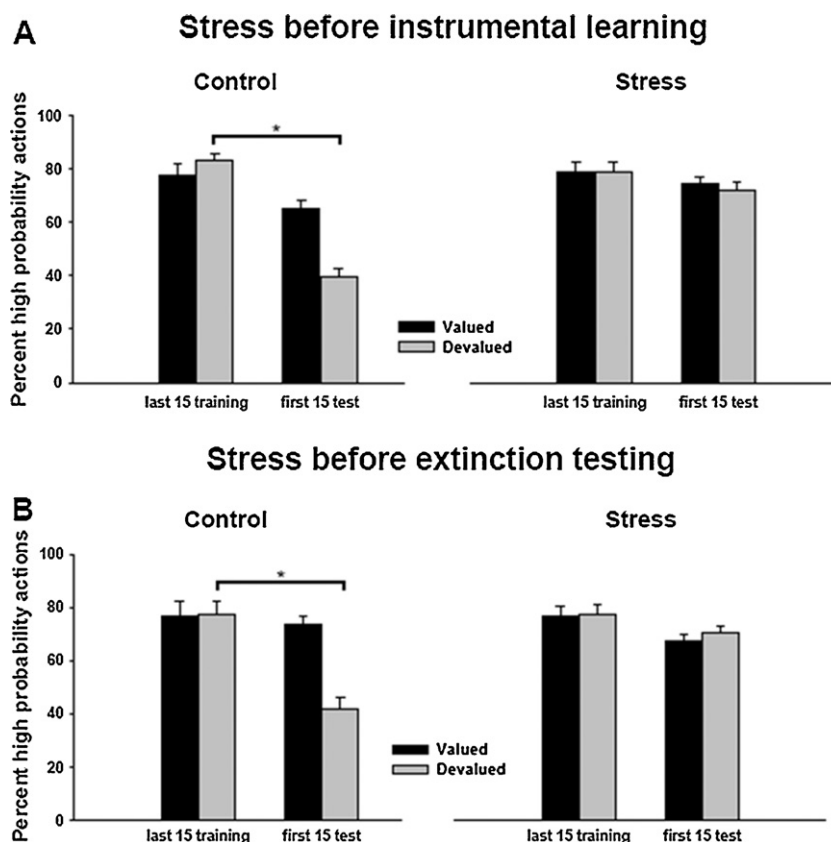 A
Stress before instrumental learning
Control
Stress
Percent high probability actions
100
80
60
40
20
0
*
Valued
Devalued
last 15 training
first 15 test
last 15 training
first 15 test
Stress before extinction testing
B
Control
Stress
Percent high probability actions
100
80
60
40
20
0
*
Valued
Devalued
last 15 training
first 15 test
last 15 training
first 15 test